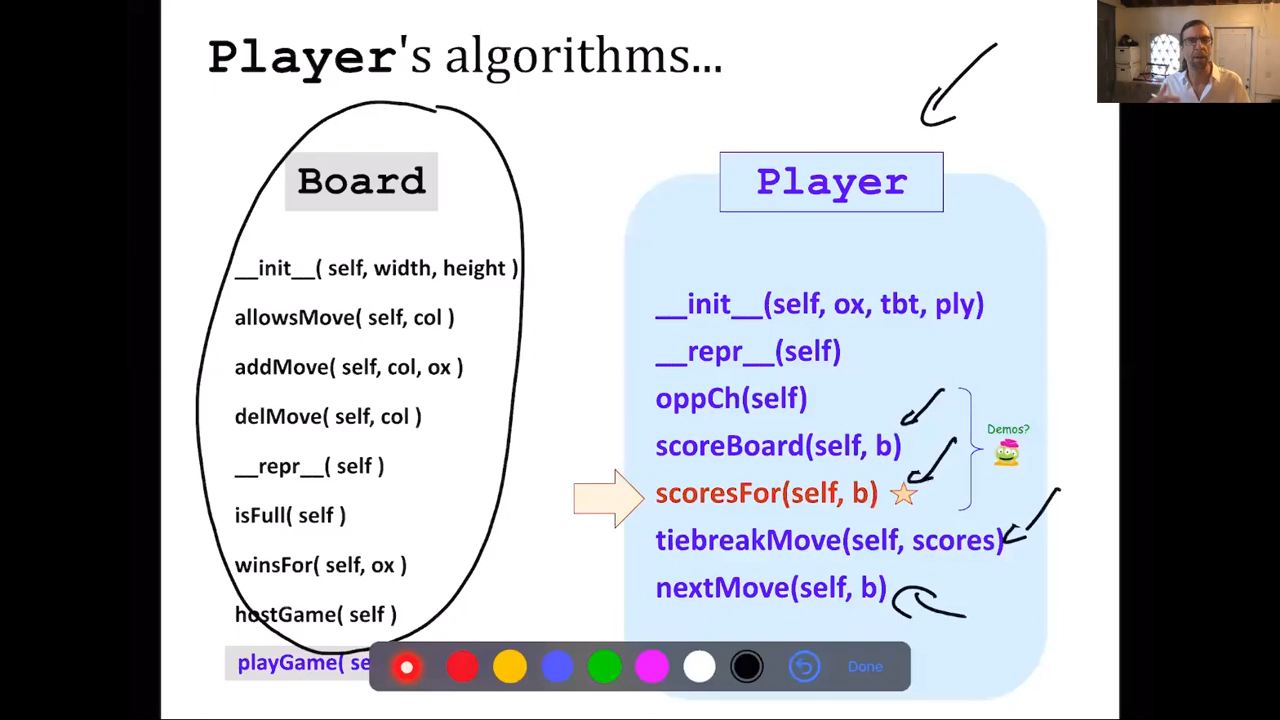 Player's algorithms...
Board
__init__( self, width, height )
allowsMove( self, col )
addMove( self, col, ox )
delMove( self, col )
__repr__( self )
isFull( self )
winsFor( self, ox )
hostGame( self )
playGame( se
Player
__init__(self, ox, tbt, ply)
__repr__(self)
oppCh(self)
scoreBoard(self, b)
scoresFor(self, b)
tiebreakMove(self, scores)
nextMove(self, b)
Demos?
Done